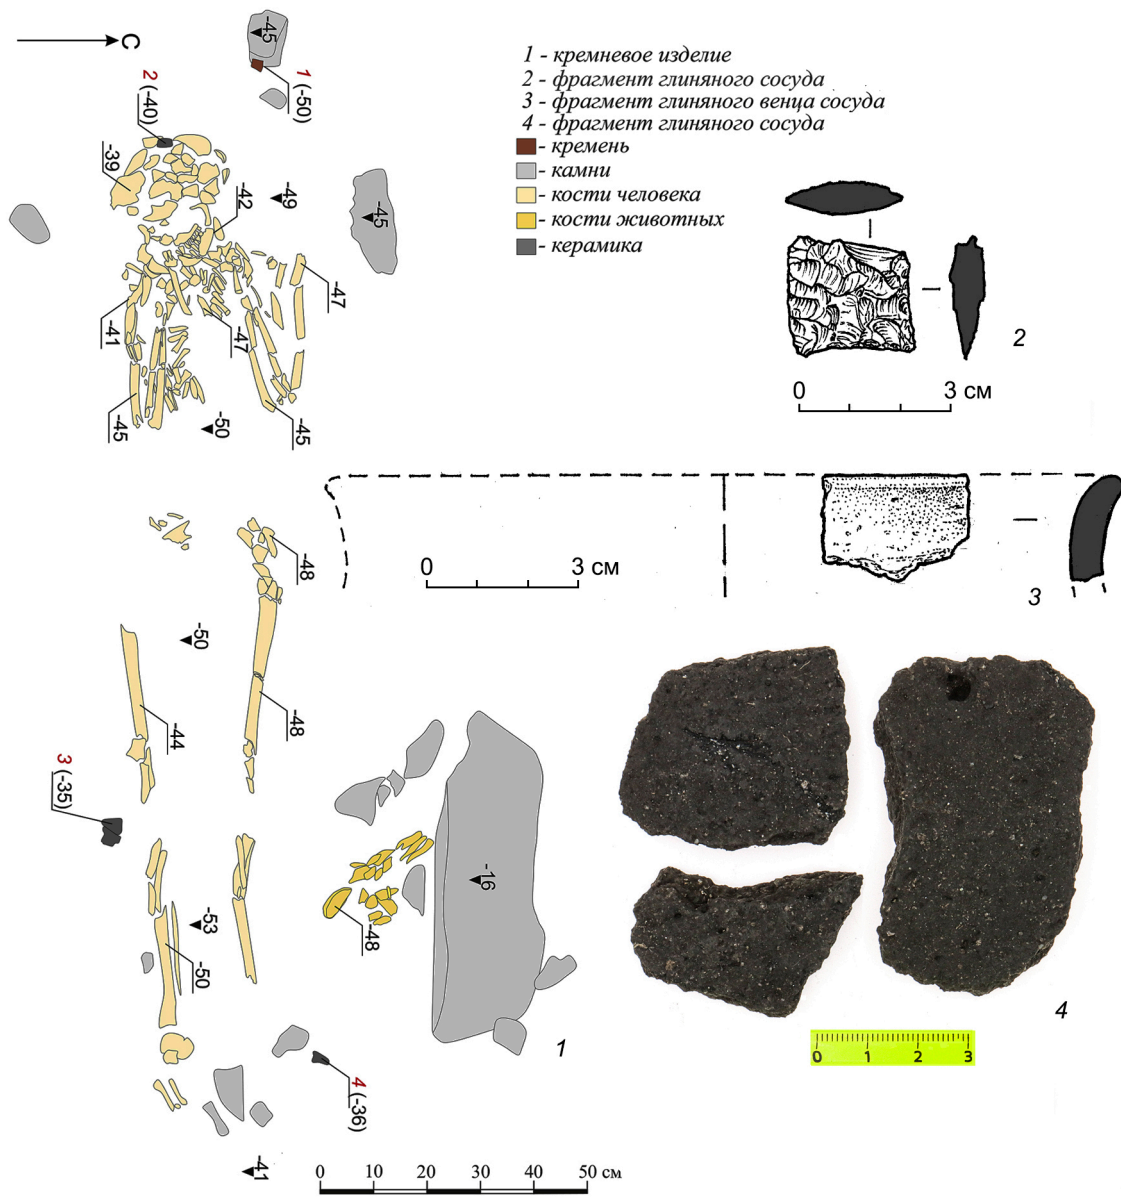 С
-45
1
(-50)
2
(-40)
-39
-42
-49
-45
-47
-41
-47
-45
-50
-45
1 - кремневое изделие
2 - фрагмент глиняного сосуда
3 - фрагмент глиняного венца сосуда
4 - фрагмент глиняного сосуда
- кремень
- камни
- кости человека
- кости животных
- керамика
2
0 3 см
0 3 см
3
-48
-50
-48
-44
3
(-35)
-16
-48
-53
-50
1
4
(-36)
-41
0 10 20 30 40 50 см
4
0 1 2 3